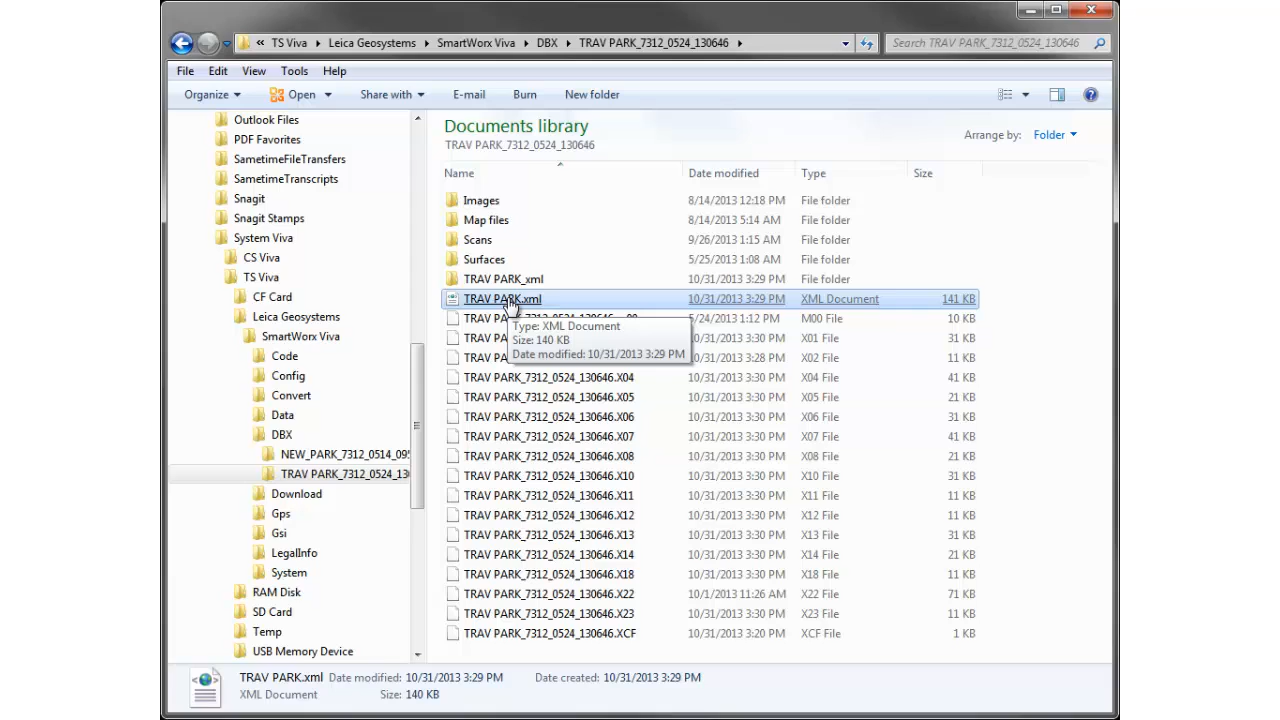 « TS Viva ▸ Leica Geosystems ▸ SmartWorx Viva ▸ DBX ▸ TRAV PARK_7312_0524_130646 ▸
Search TRAV PARK_7312_0524_130646
File Edit View Tools Help
Organize Open Share with E-mail Burn New folder
Outlook Files
PDF Favorites
SametimeFileTransfers
SametimeTranscripts
Snagit
Snagit Stamps
System Viva
CS Viva
TS Viva
CF Card
Leica Geosystems
SmartWorx Viva
Code
Config
Convert
Data
DBX
NEW_PARK_7312_0514_09
TRAV PARK_7312_0524_13
Download
Gps
Gsi
LegalInfo
System
RAM Disk
SD Card
Temp
USB Memory Device
Documents library
TRAV PARK_7312_0524_130646
Arrange by: Folder
Name Date modified Type Size
Images 8/14/2013 12:18 PM File folder
Map files 8/14/2013 5:14 AM File folder
Scans 9/26/2013 1:15 AM File folder
Surfaces 5/25/2013 1:08 AM File folder
TRAV PARK_xml 10/31/2013 3:29 PM File folder
TRAV PARK.xml 10/31/2013 3:29 PM XML Document 141 KB
TRAV PA 5/24/2013 1:12 PM M00 File 10 KB
TRAV PA 10/31/2013 3:30 PM X01 File 31 KB
TRAV PA 10/31/2013 3:28 PM X02 File 11 KB
Type: XML Document
Size: 140 KB
Date modified: 10/31/2013 3:29 PM
TRAV PARK_7312_0524_130646.X04 10/31/2013 3:30 PM X04 File 41 KB
TRAV PARK_7312_0524_130646.X05 10/31/2013 3:30 PM X05 File 21 KB
TRAV PARK_7312_0524_130646.X06 10/31/2013 3:30 PM X06 File 31 KB
TRAV PARK_7312_0524_130646.X07 10/31/2013 3:30 PM X07 File 41 KB
TRAV PARK_7312_0524_130646.X08 10/31/2013 3:30 PM X08 File 21 KB
TRAV PARK_7312_0524_130646.X10 10/31/2013 3:30 PM X10 File 31 KB
TRAV PARK_7312_0524_130646.X11 10/31/2013 3:30 PM X11 File 21 KB
TRAV PARK_7312_0524_130646.X12 10/31/2013 3:30 PM X12 File 11 KB
TRAV PARK_7312_0524_130646.X13 10/31/2013 3:30 PM X13 File 31 KB
TRAV PARK_7312_0524_130646.X14 10/31/2013 3:30 PM X14 File 21 KB
TRAV PARK_7312_0524_130646.X18 10/31/2013 3:30 PM X18 File 11 KB
TRAV PARK_7312_0524_130646.X22 10/1/2013 11:26 AM X22 File 71 KB
TRAV PARK_7312_0524_130646.X23 10/31/2013 3:30 PM X23 File 11 KB
TRAV PARK_7312_0524_130646.XCF 10/31/2013 3:20 PM XCF File 1 KB
TRAV PARK.xml Date modified: 10/31/2013 3:29 PM Date created: 10/31/2013 3:29 PM
XML Document Size: 140 KB